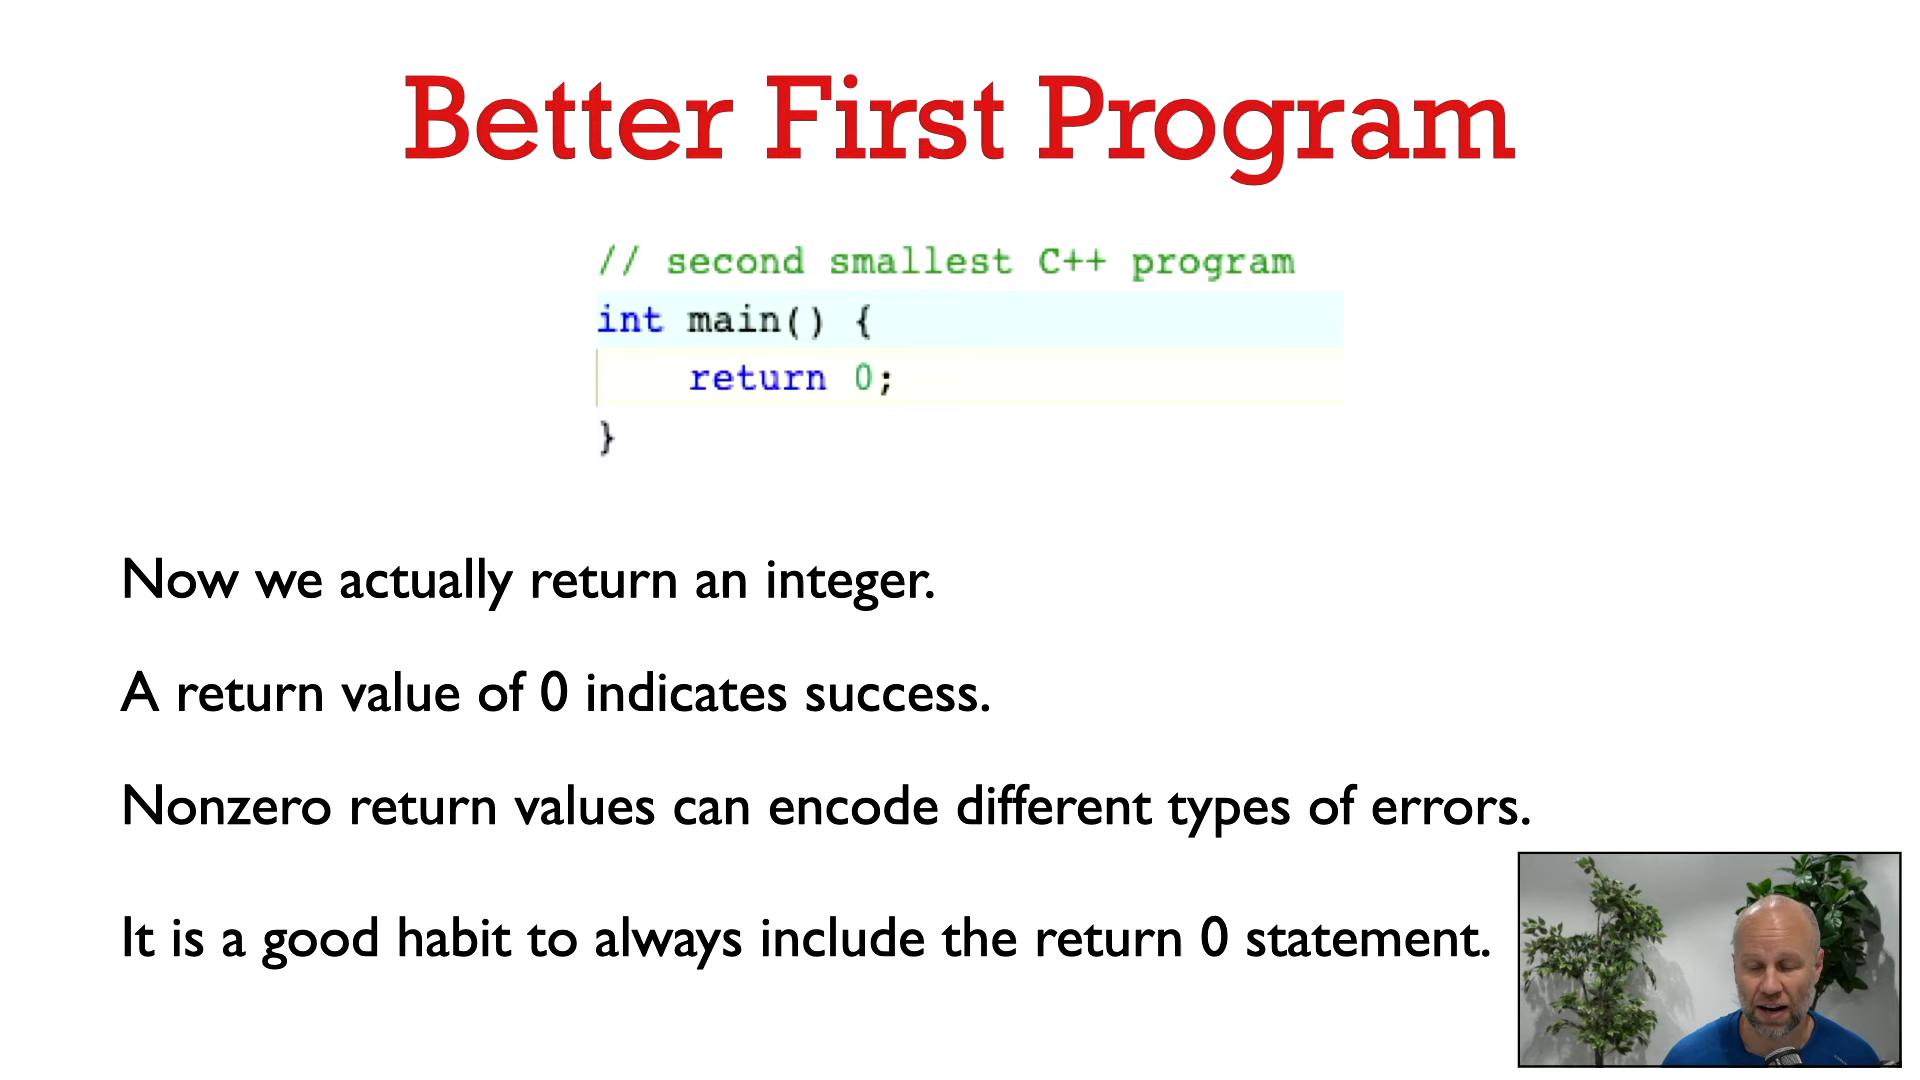 Better First Program
// second smallest C++ program
int main() {
    return 0;
}
Now we actually return an integer.
A return value of 0 indicates success.
Nonzero return values can encode different types of errors.
It is a good habit to always include the return 0 statement.